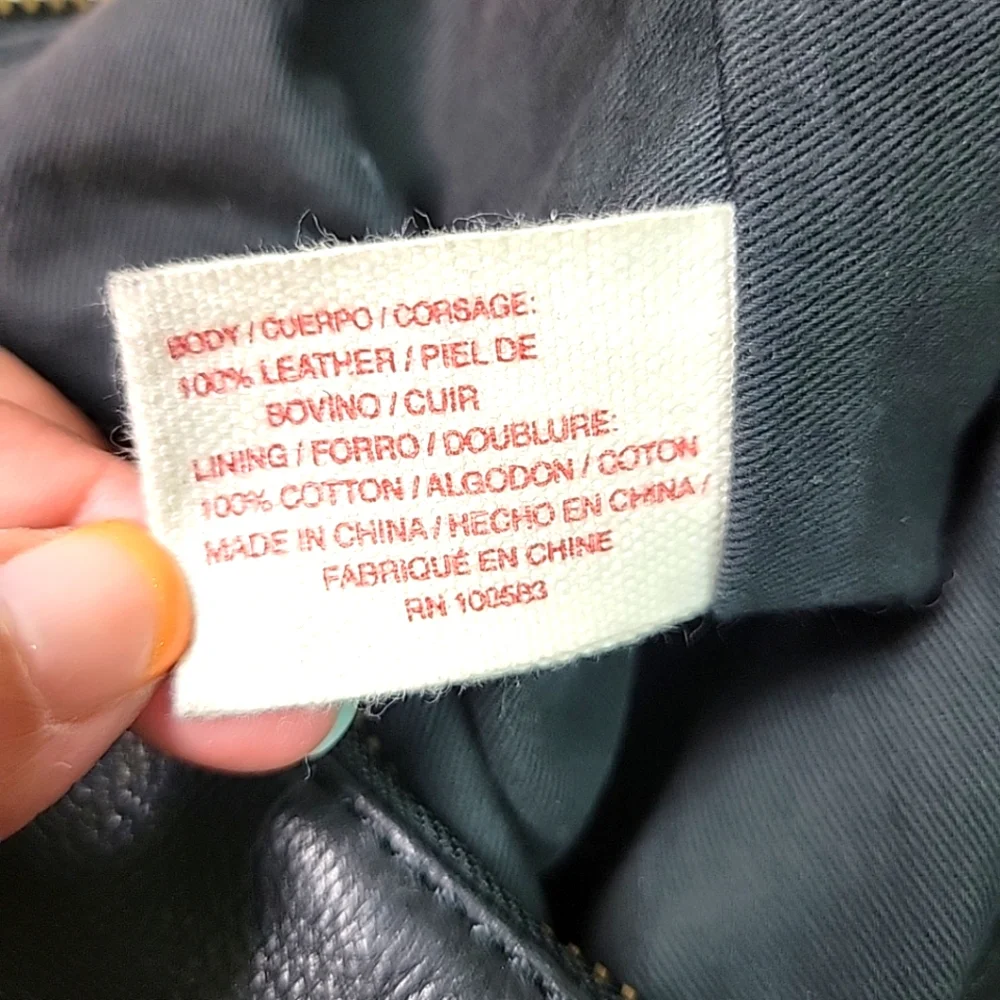 BODY / CUERPO / CORSAGE:
100% LEATHER / PIEL DE
BOVINO / CUIR
LINING / FORRO / DOUBLURE:
100% COTTON / ALGODON / COTON
MADE IN CHINA / HECHO EN CHINA /
FABRIQUÉ EN CHINE
RN 100583